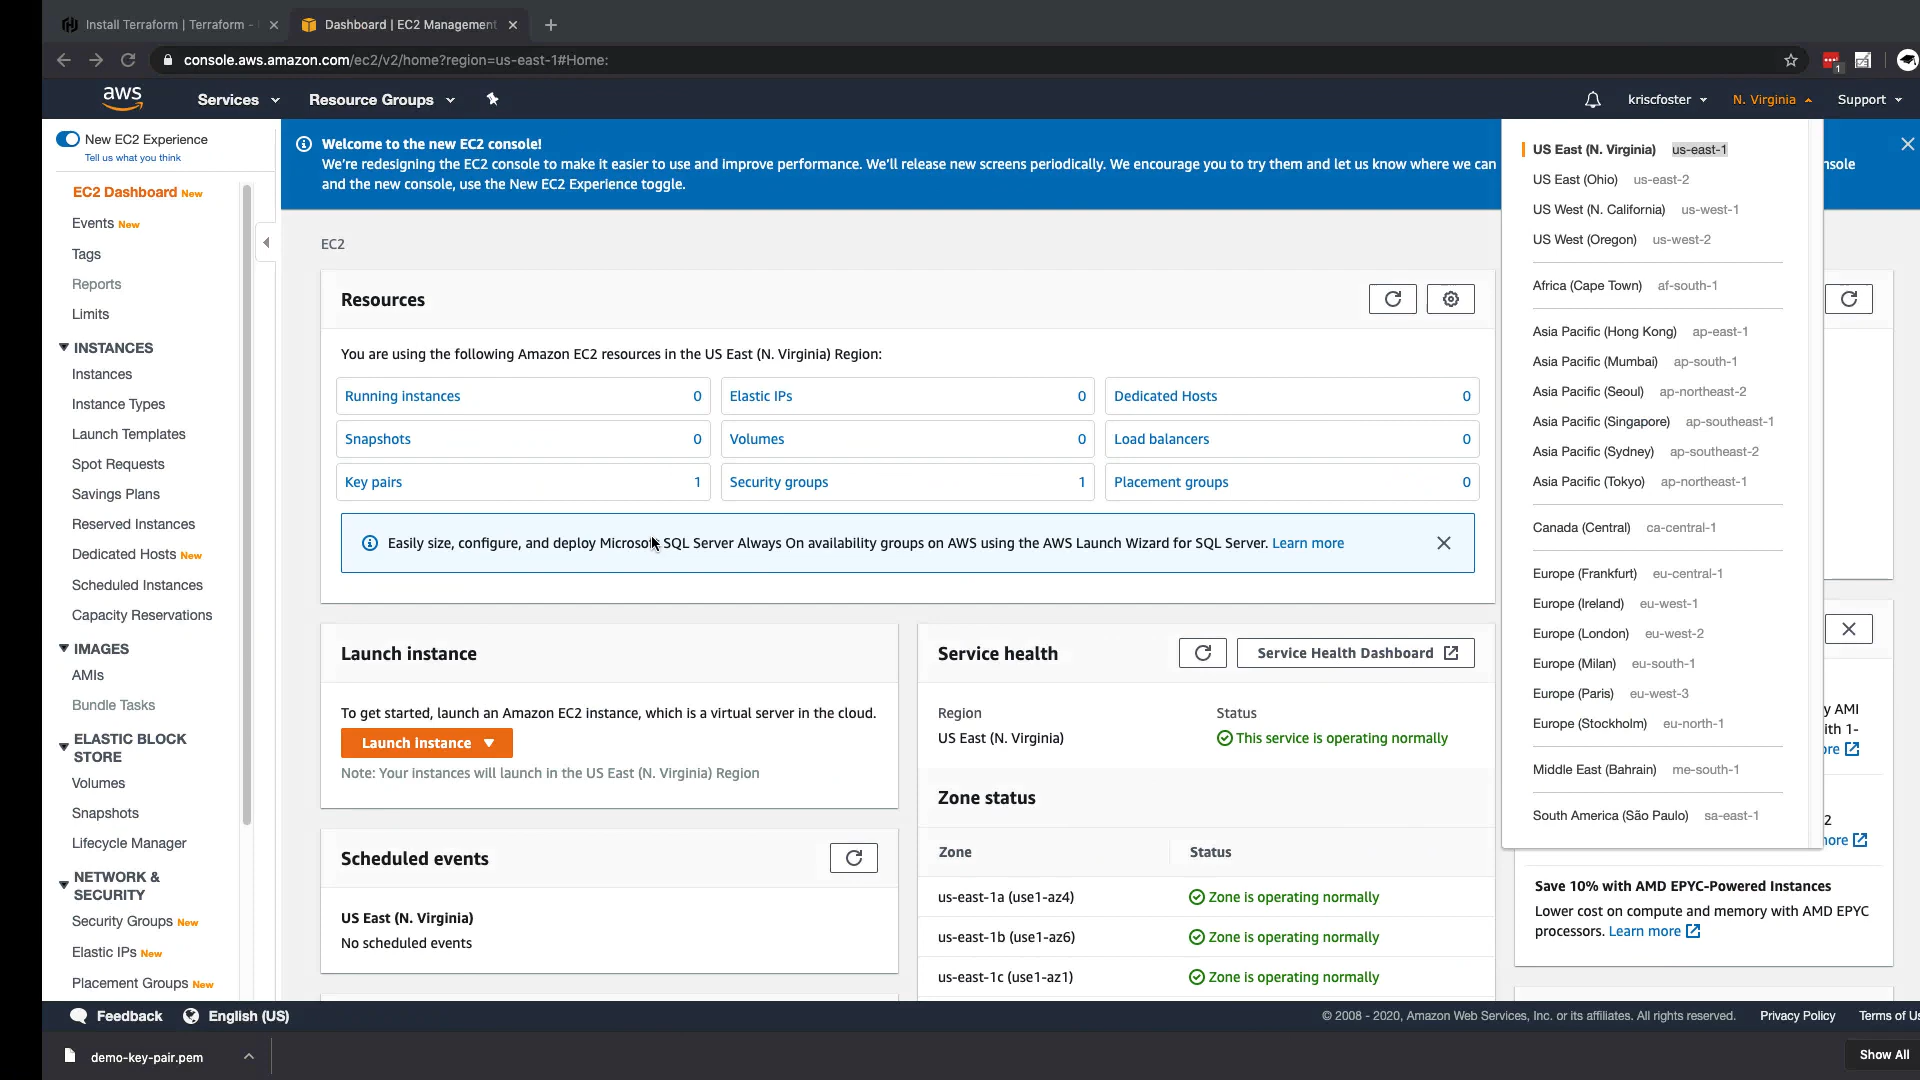 Install Terraform | Terraform -
Dashboard | EC2 Management
console.aws.amazon.com/ec2/v2/home?region=us-east-1#Home:
1
aws
Services
Resource Groups
kriscfoster
N. Virginia
Support
New EC2 Experience
Tell us what you think
EC2 Dashboard New
Events New
Tags
Reports
Limits
INSTANCES
Instances
Instance Types
Launch Templates
Spot Requests
Savings Plans
Reserved Instances
Dedicated Hosts New
Scheduled Instances
Capacity Reservations
IMAGES
AMIs
Bundle Tasks
ELASTIC BLOCK
STORE
Volumes
Snapshots
Lifecycle Manager
NETWORK &
SECURITY
Security Groups New
Elastic IPs New
Placement Groups New
Welcome to the new EC2 console!
We're redesigning the EC2 console to make it easier to use and improve performance. We'll release new screens periodically. We encourage you to try them and let us know where we can
nsole
and the new console, use the New EC2 Experience toggle.
EC2
Resources
You are using the following Amazon EC2 resources in the US East (N. Virginia) Region:
Running instances 0
Elastic IPs 0
Dedicated Hosts 0
Snapshots 0
Volumes 0
Load balancers 0
Key pairs 1
Security groups 1
Placement groups 0
Easily size, configure, and deploy Microsoft SQL Server Always On availability groups on AWS using the AWS Launch Wizard for SQL Server. Learn more
Launch instance
To get started, launch an Amazon EC2 instance, which is a virtual server in the cloud.
Launch instance
Note: Your instances will launch in the US East (N. Virginia) Region
Scheduled events
US East (N. Virginia)
No scheduled events
Service health
Service Health Dashboard
Region
Status
US East (N. Virginia)
This service is operating normally
Zone status
Zone
Status
us-east-1a (use1-az4)
Zone is operating normally
us-east-1b (use1-az6)
Zone is operating normally
us-east-1c (use1-az1)
Zone is operating normally
US East (N. Virginia) us-east-1
US East (Ohio) us-east-2
US West (N. California) us-west-1
US West (Oregon) us-west-2
Africa (Cape Town) af-south-1
Asia Pacific (Hong Kong) ap-east-1
Asia Pacific (Mumbai) ap-south-1
Asia Pacific (Seoul) ap-northeast-2
Asia Pacific (Singapore) ap-southeast-1
Asia Pacific (Sydney) ap-southeast-2
Asia Pacific (Tokyo) ap-northeast-1
Canada (Central) ca-central-1
Europe (Frankfurt) eu-central-1
Europe (Ireland) eu-west-1
Europe (London) eu-west-2
Europe (Milan) eu-south-1
Europe (Paris) eu-west-3
Europe (Stockholm) eu-north-1
Middle East (Bahrain) me-south-1
South America (São Paulo) sa-east-1
y AMI
ith 1-
ore
2
nore
Save 10% with AMD EPYC-Powered Instances
Lower cost on compute and memory with AMD EPYC
processors. Learn more
Feedback
English (US)
© 2008 - 2020, Amazon Web Services, Inc. or its affiliates. All rights reserved.
Privacy Policy
Terms of Us
demo-key-pair.pem
Show All